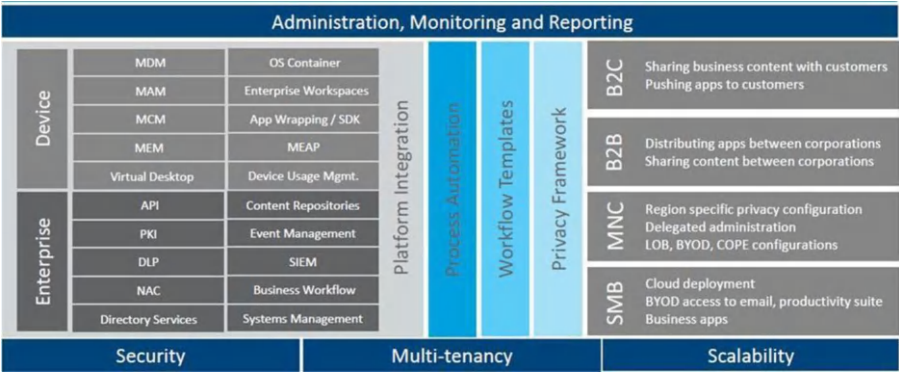 Administration, Monitoring and Reporting
Device
MDM
OS Container
MAM
Enterprise Workspaces
MCM
App Wrapping / SDK
MEM
MEAP
Virtual Desktop
Device Usage Mgmt.
Enterprise
API
Content Repositories
PKI
Event Management
DLP
SIEM
NAC
Business Workflow
Directory Services
Systems Management
Platform Integration
Process Automation
Workflow Templates
Privacy Framework
B2C
Sharing business content with customers
Pushing apps to customers
B2B
Distributing apps between corporations
Sharing content between corporations
MNC
Region specific privacy configuration
Delegated administration
LOB, BYOD, COPE configurations
SMB
Cloud deployment
BYOD access to email, productivity suite
Business apps
Security
Multi-tenancy
Scalability